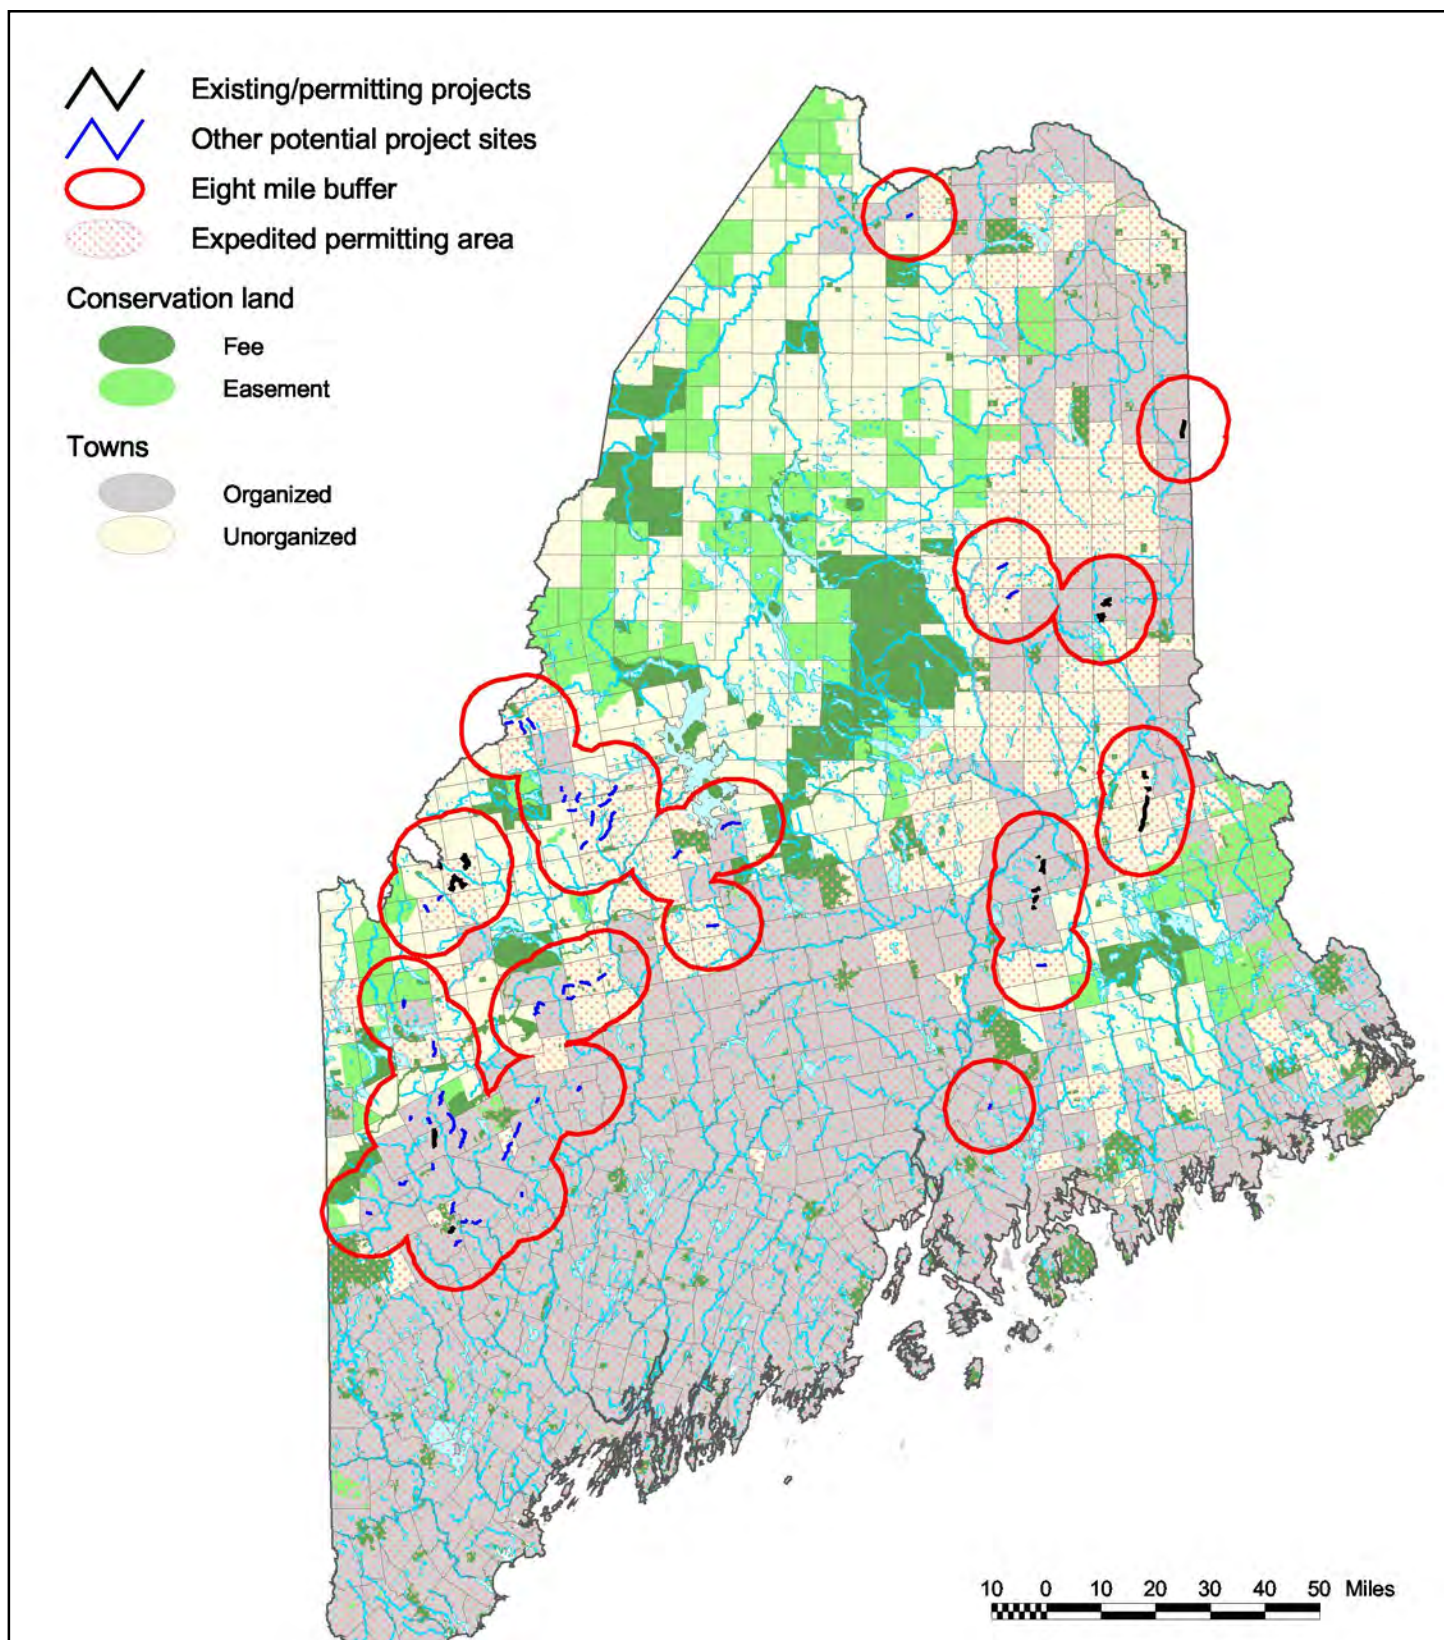 Existing/permitting projects
Other potential project sites
Eight mile buffer
Expedited permitting area
Conservation land
Fee
Easement
Towns
Organized
Unorganized
10 0 10 20 30 40 50 Miles